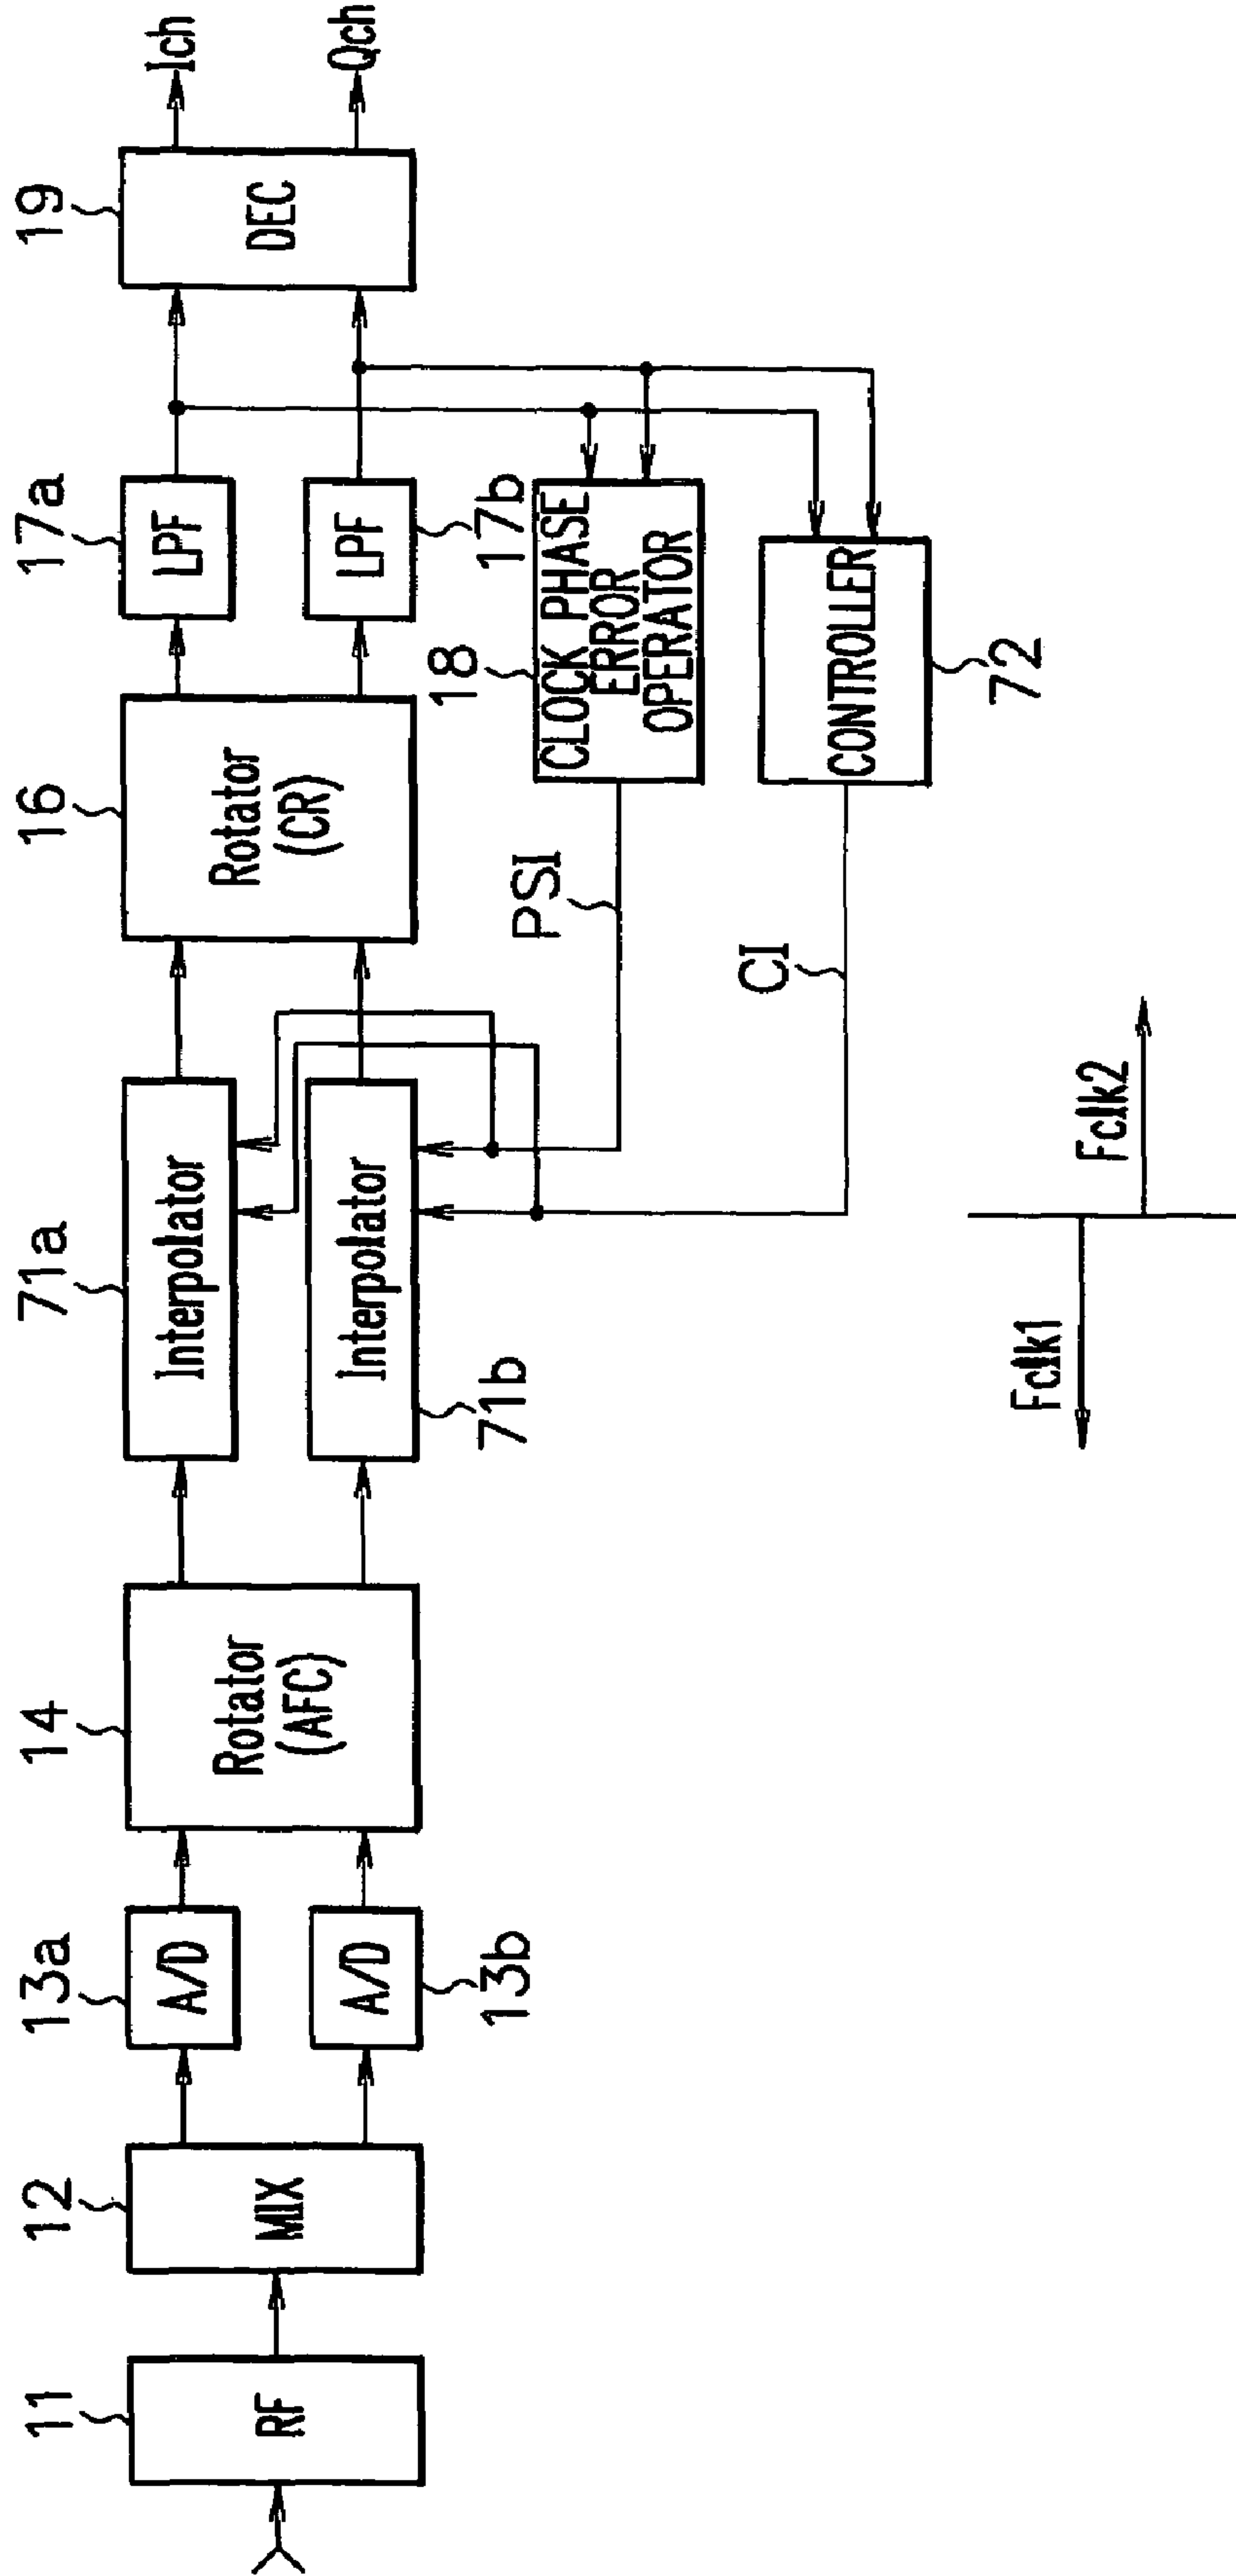 11
RF
12
MIX
13a
A/D
A/D
13b
14
Rotator
(AFC)
71a
Interpolator
Interpolator
71b
16
Rotator
(CR)
17a
LPF
LPF
17b
19
DEC
Ich
Qch
18
CLOCK PHASE
ERROR
OPERATOR
PSI
CONTROLLER
72
CI
Fclk1
Fclk2